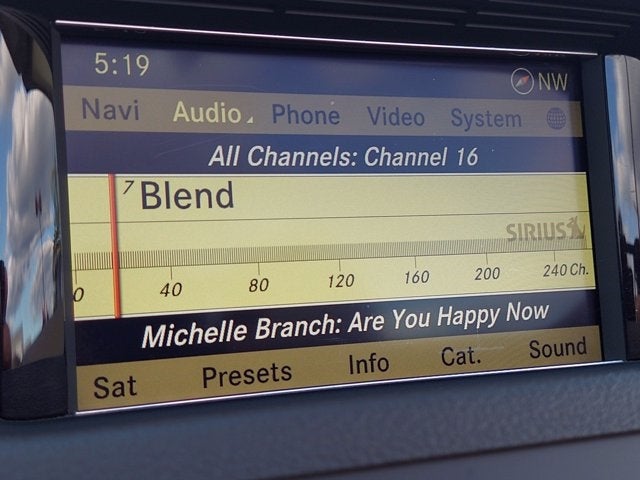 5:19 NW
Navi Audio Phone Video System
All Channels: Channel 16
7 Blend
SIRIUS
0 40 80 120 160 200 240 Ch.
Michelle Branch: Are You Happy Now
Sat Presets Info Cat. Sound